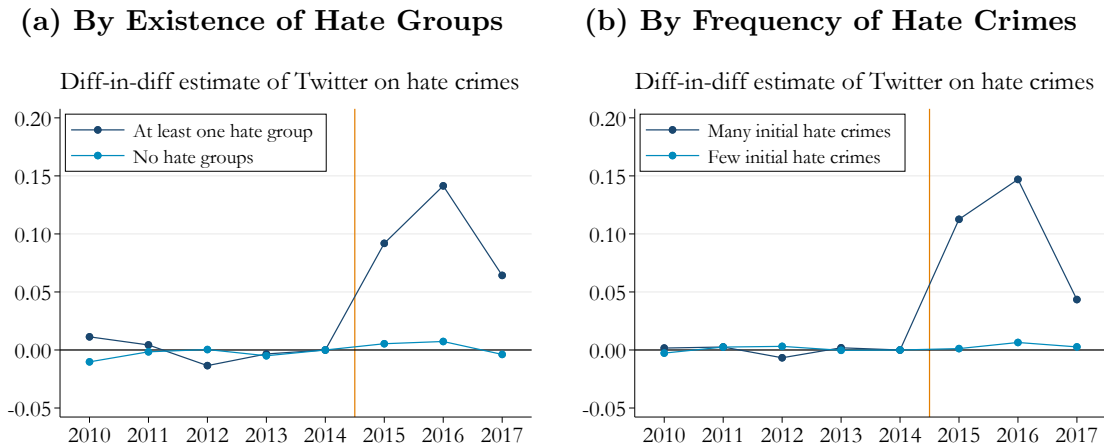 (a) By Existence of Hate Groups
Diff-in-diff estimate of Twitter on hate crimes
0.20
At least one hate group
No hate groups
0.15
0.10
0.05
0.00
-0.05
2010 2011 2012 2013 2014 2015 2016 2017
(b) By Frequency of Hate Crimes
Diff-in-diff estimate of Twitter on hate crimes
0.20
Many initial hate crimes
Few initial hate crimes
0.15
0.10
0.05
0.00
-0.05
2010 2011 2012 2013 2014 2015 2016 2017